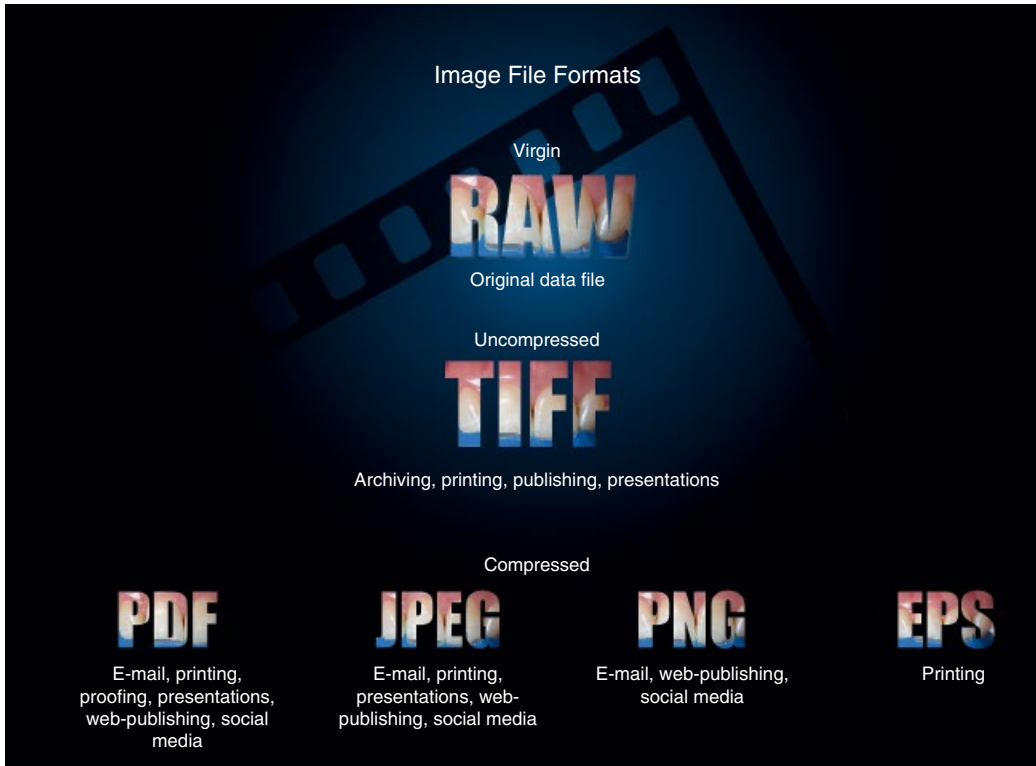 Image File Formats
Virgin
RAW
Original data file
Uncompressed
TIFF
Archiving, printing, publishing, presentations
Compressed
PDF
E-mail, printing,
proofing, presentations,
web-publishing, social
media
JPEG
E-mail, printing,
presentations, web-
publishing, social media
PNG
E-mail, web-publishing,
social media
EPS
Printing